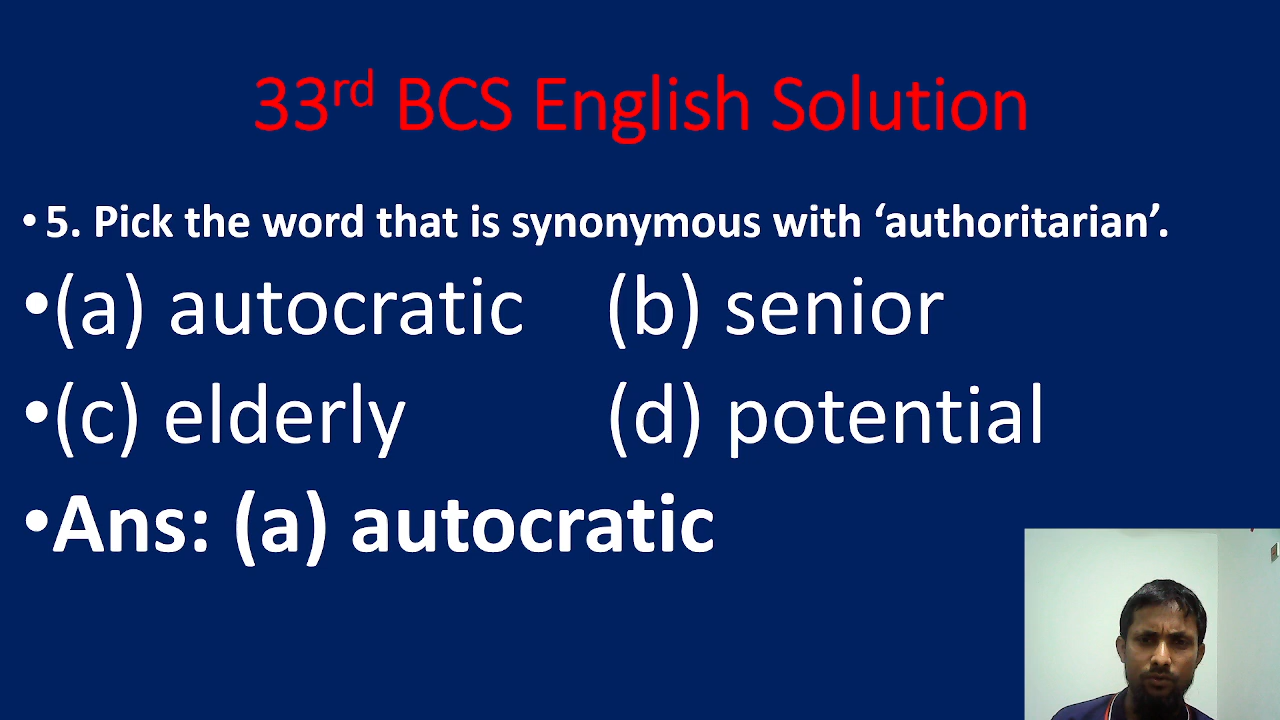 33rd BCS English Solution
• 5. Pick the word that is synonymous with ‘authoritarian’.
•(a) autocratic (b) senior
•(c) elderly (d) potential
•Ans: (a) autocratic